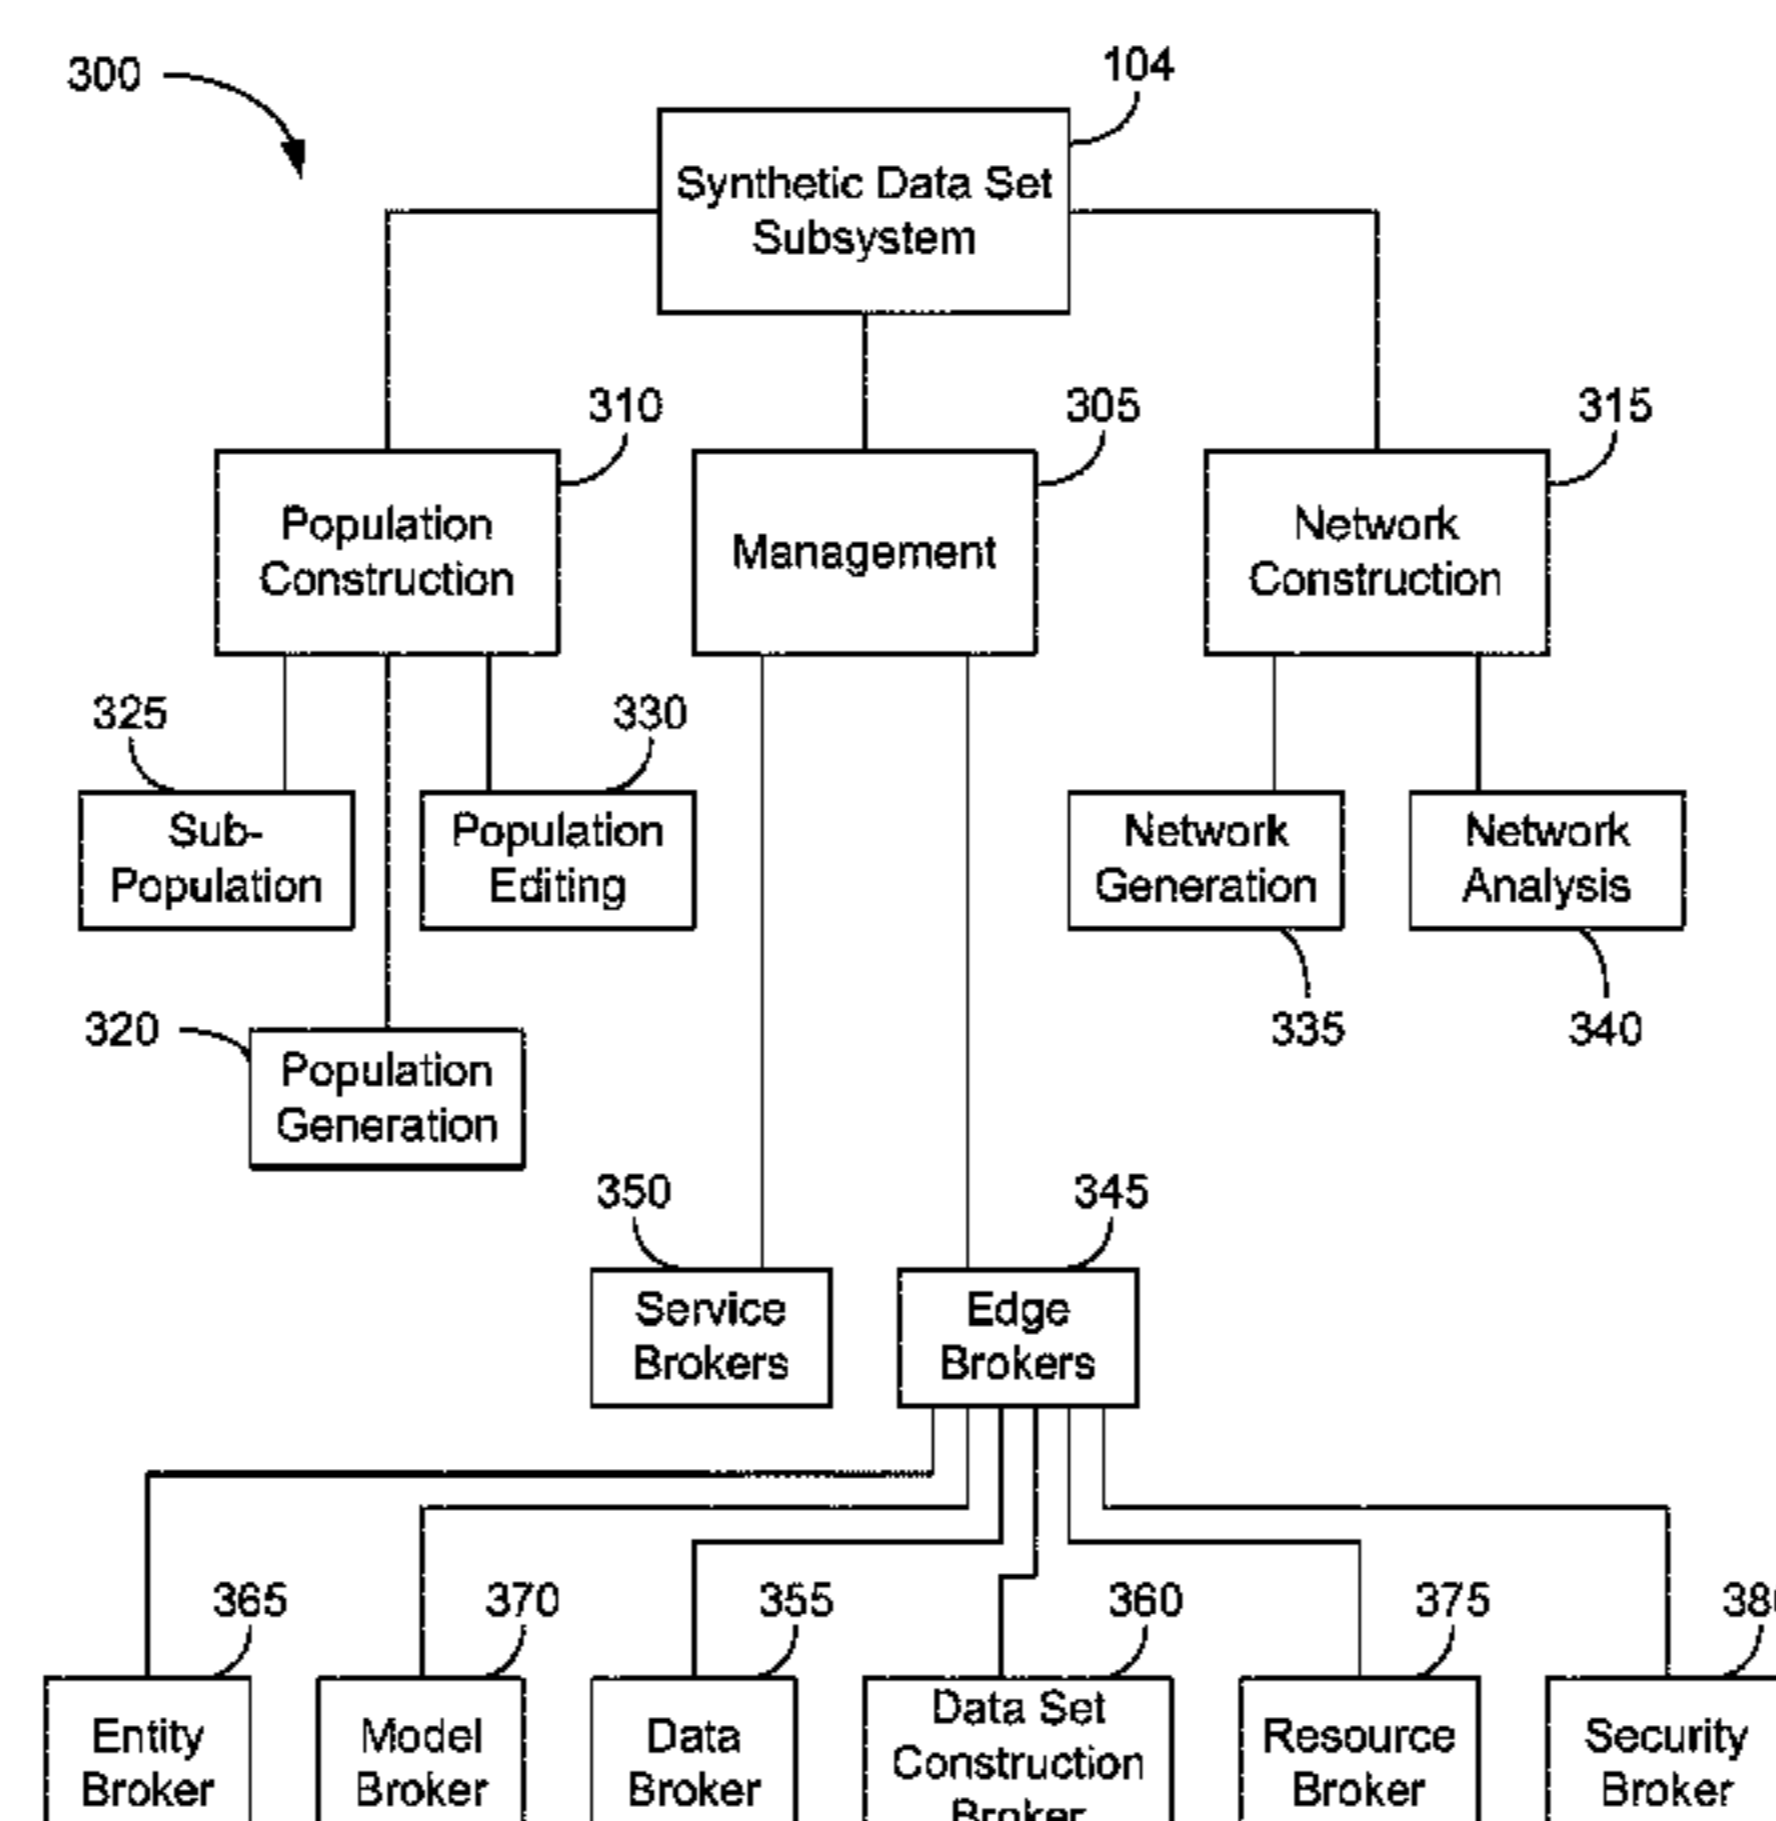 300
104
Synthetic Data Set
Subsystem
310
305
315
Population
Construction
Management
Network
Construction
325
330
Sub-
Population
Population
Editing
Network
Generation
Network
Analysis
335
340
320
Population
Generation
350
345
Service
Brokers
Edge
Brokers
365
370
355
360
375
Entity
Broker
Model
Broker
Data
Broker
Data Set
Construction
Broker
Resource
Broker
Security
Broker